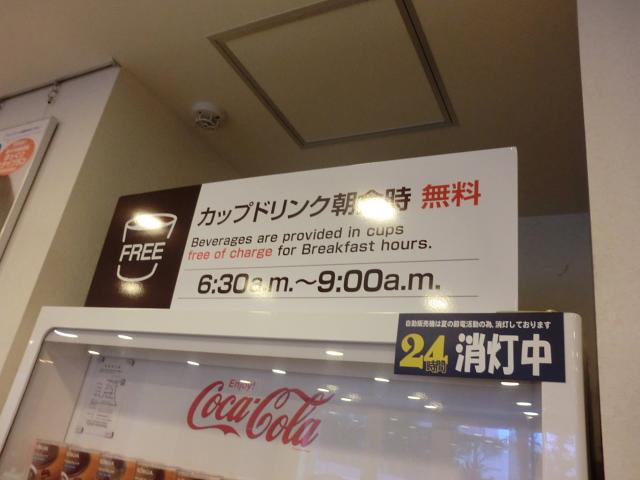 カップドリンク朝食時 無料
FREE
Beverages are provided in cups
free of charge for Breakfast hours.
6:30a.m.～9:00a.m.
自動販売機は夏の節電活動の為、消灯しております
24時間 消灯中
Enjoy!
Coca-Cola